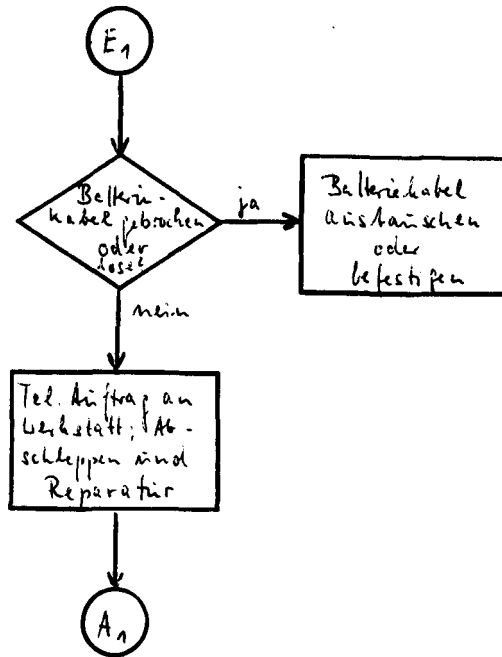 E1
Batterie-
kabel gebrochen
oder
lose?
ja
Batteriekabel
austauschen
oder
befestigen
nein
Tel. Auftrag an
Werkstatt; Ab-
schleppen und
Reparatur
A1